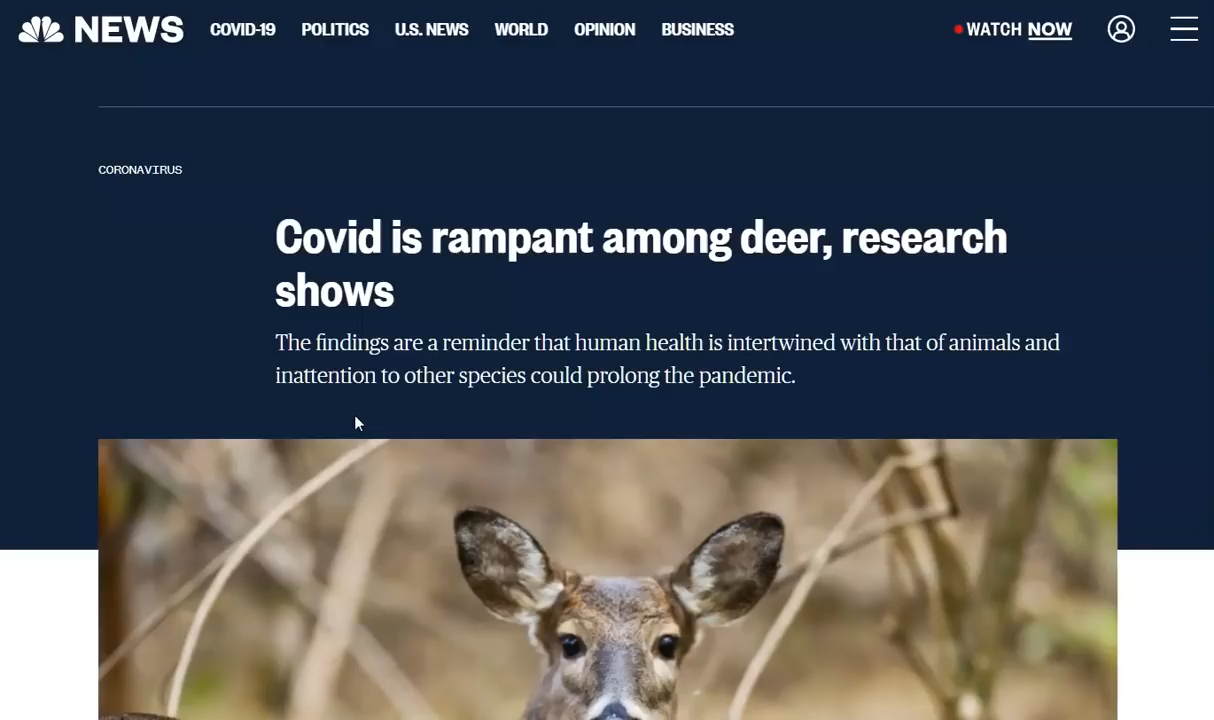 NEWS COVID-19 POLITICS U.S. NEWS WORLD OPINION BUSINESS WATCH NOW
CORONAVIRUS
Covid is rampant among deer, research
shows
The findings are a reminder that human health is intertwined with that of animals and
inattention to other species could prolong the pandemic.